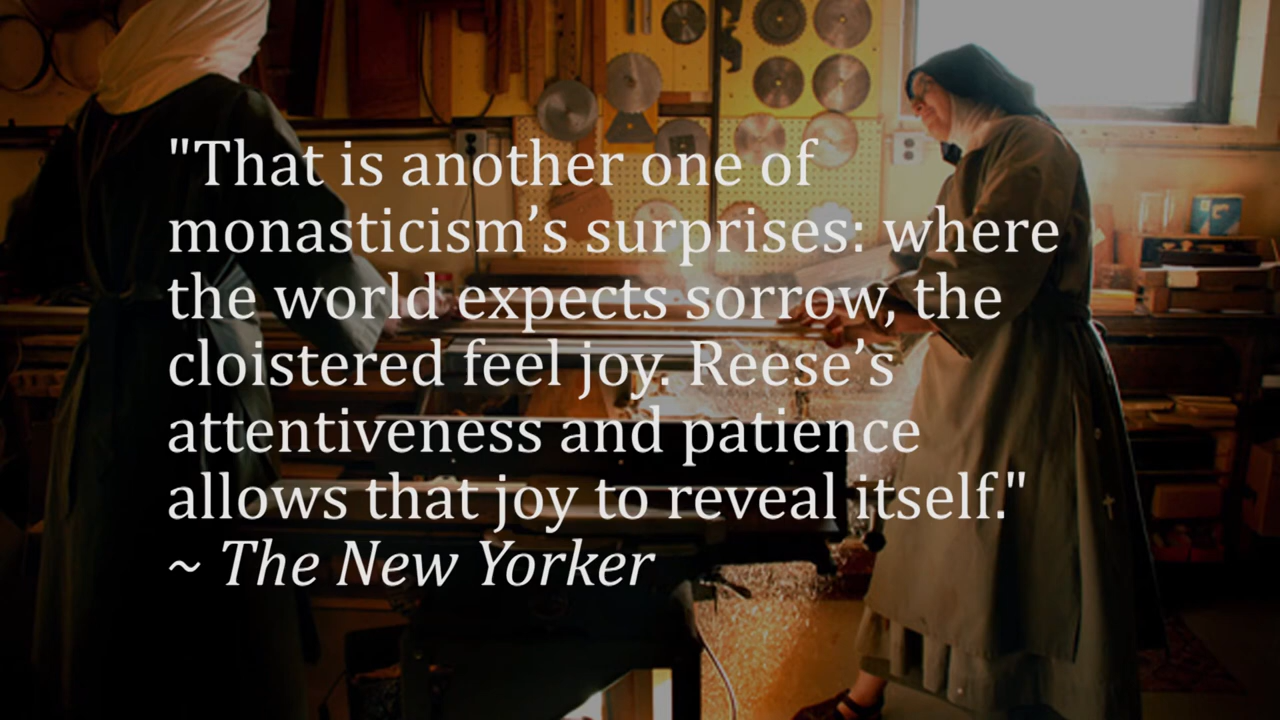 "That is another one of
monasticism’s surprises: where
the world expects sorrow, the
cloistered feel joy. Reese’s
attentiveness and patience
allows that joy to reveal itself."
~ The New Yorker